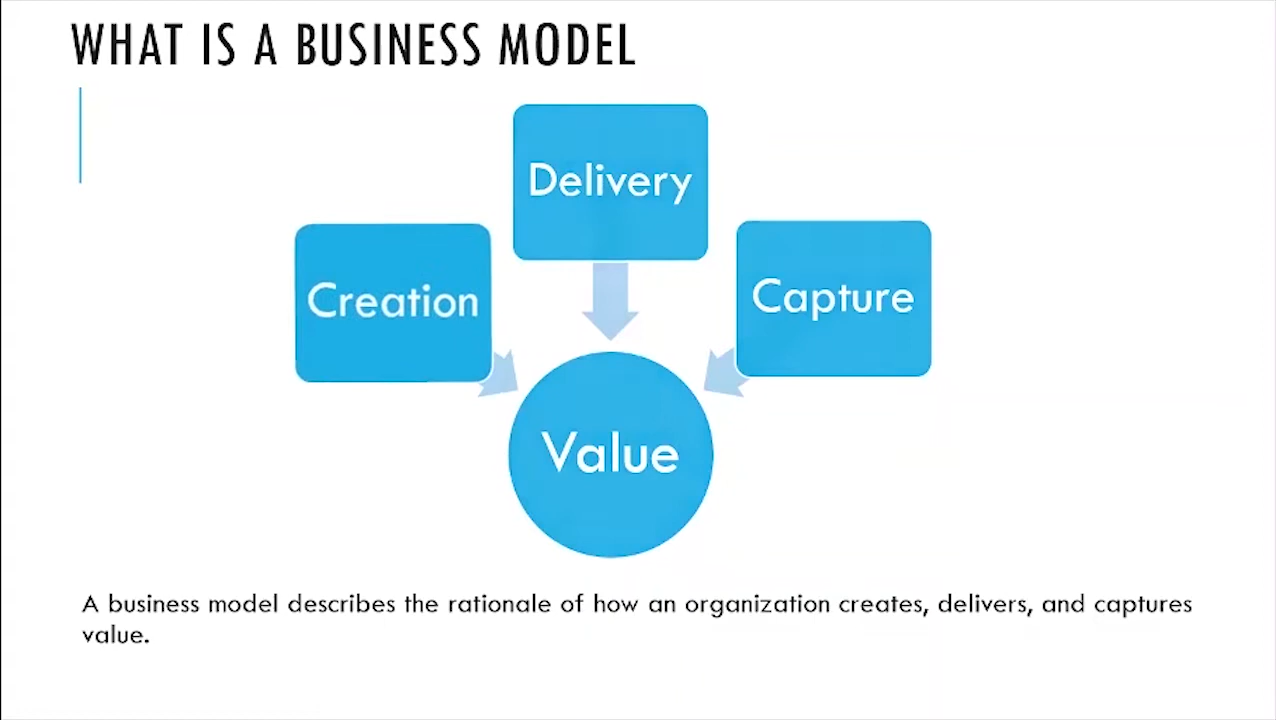 WHAT IS A BUSINESS MODEL
Delivery
Creation
Capture
Value
A business model describes the rationale of how an organization creates, delivers, and captures
value.